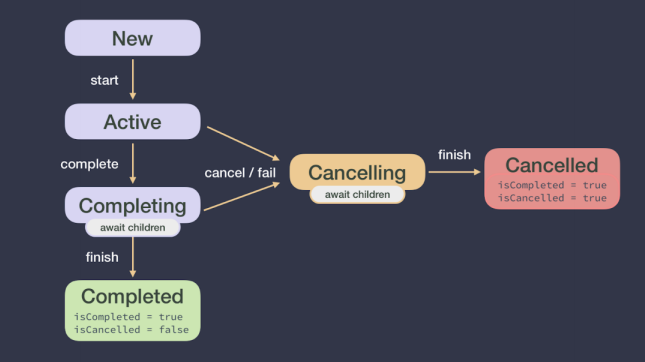 New
start
Active
complete
cancel / fail
Cancelling
await children
finish
Cancelled
isCompleted = true
isCancelled = true
Completing
await children
finish
Completed
isCompleted = true
isCancelled = false